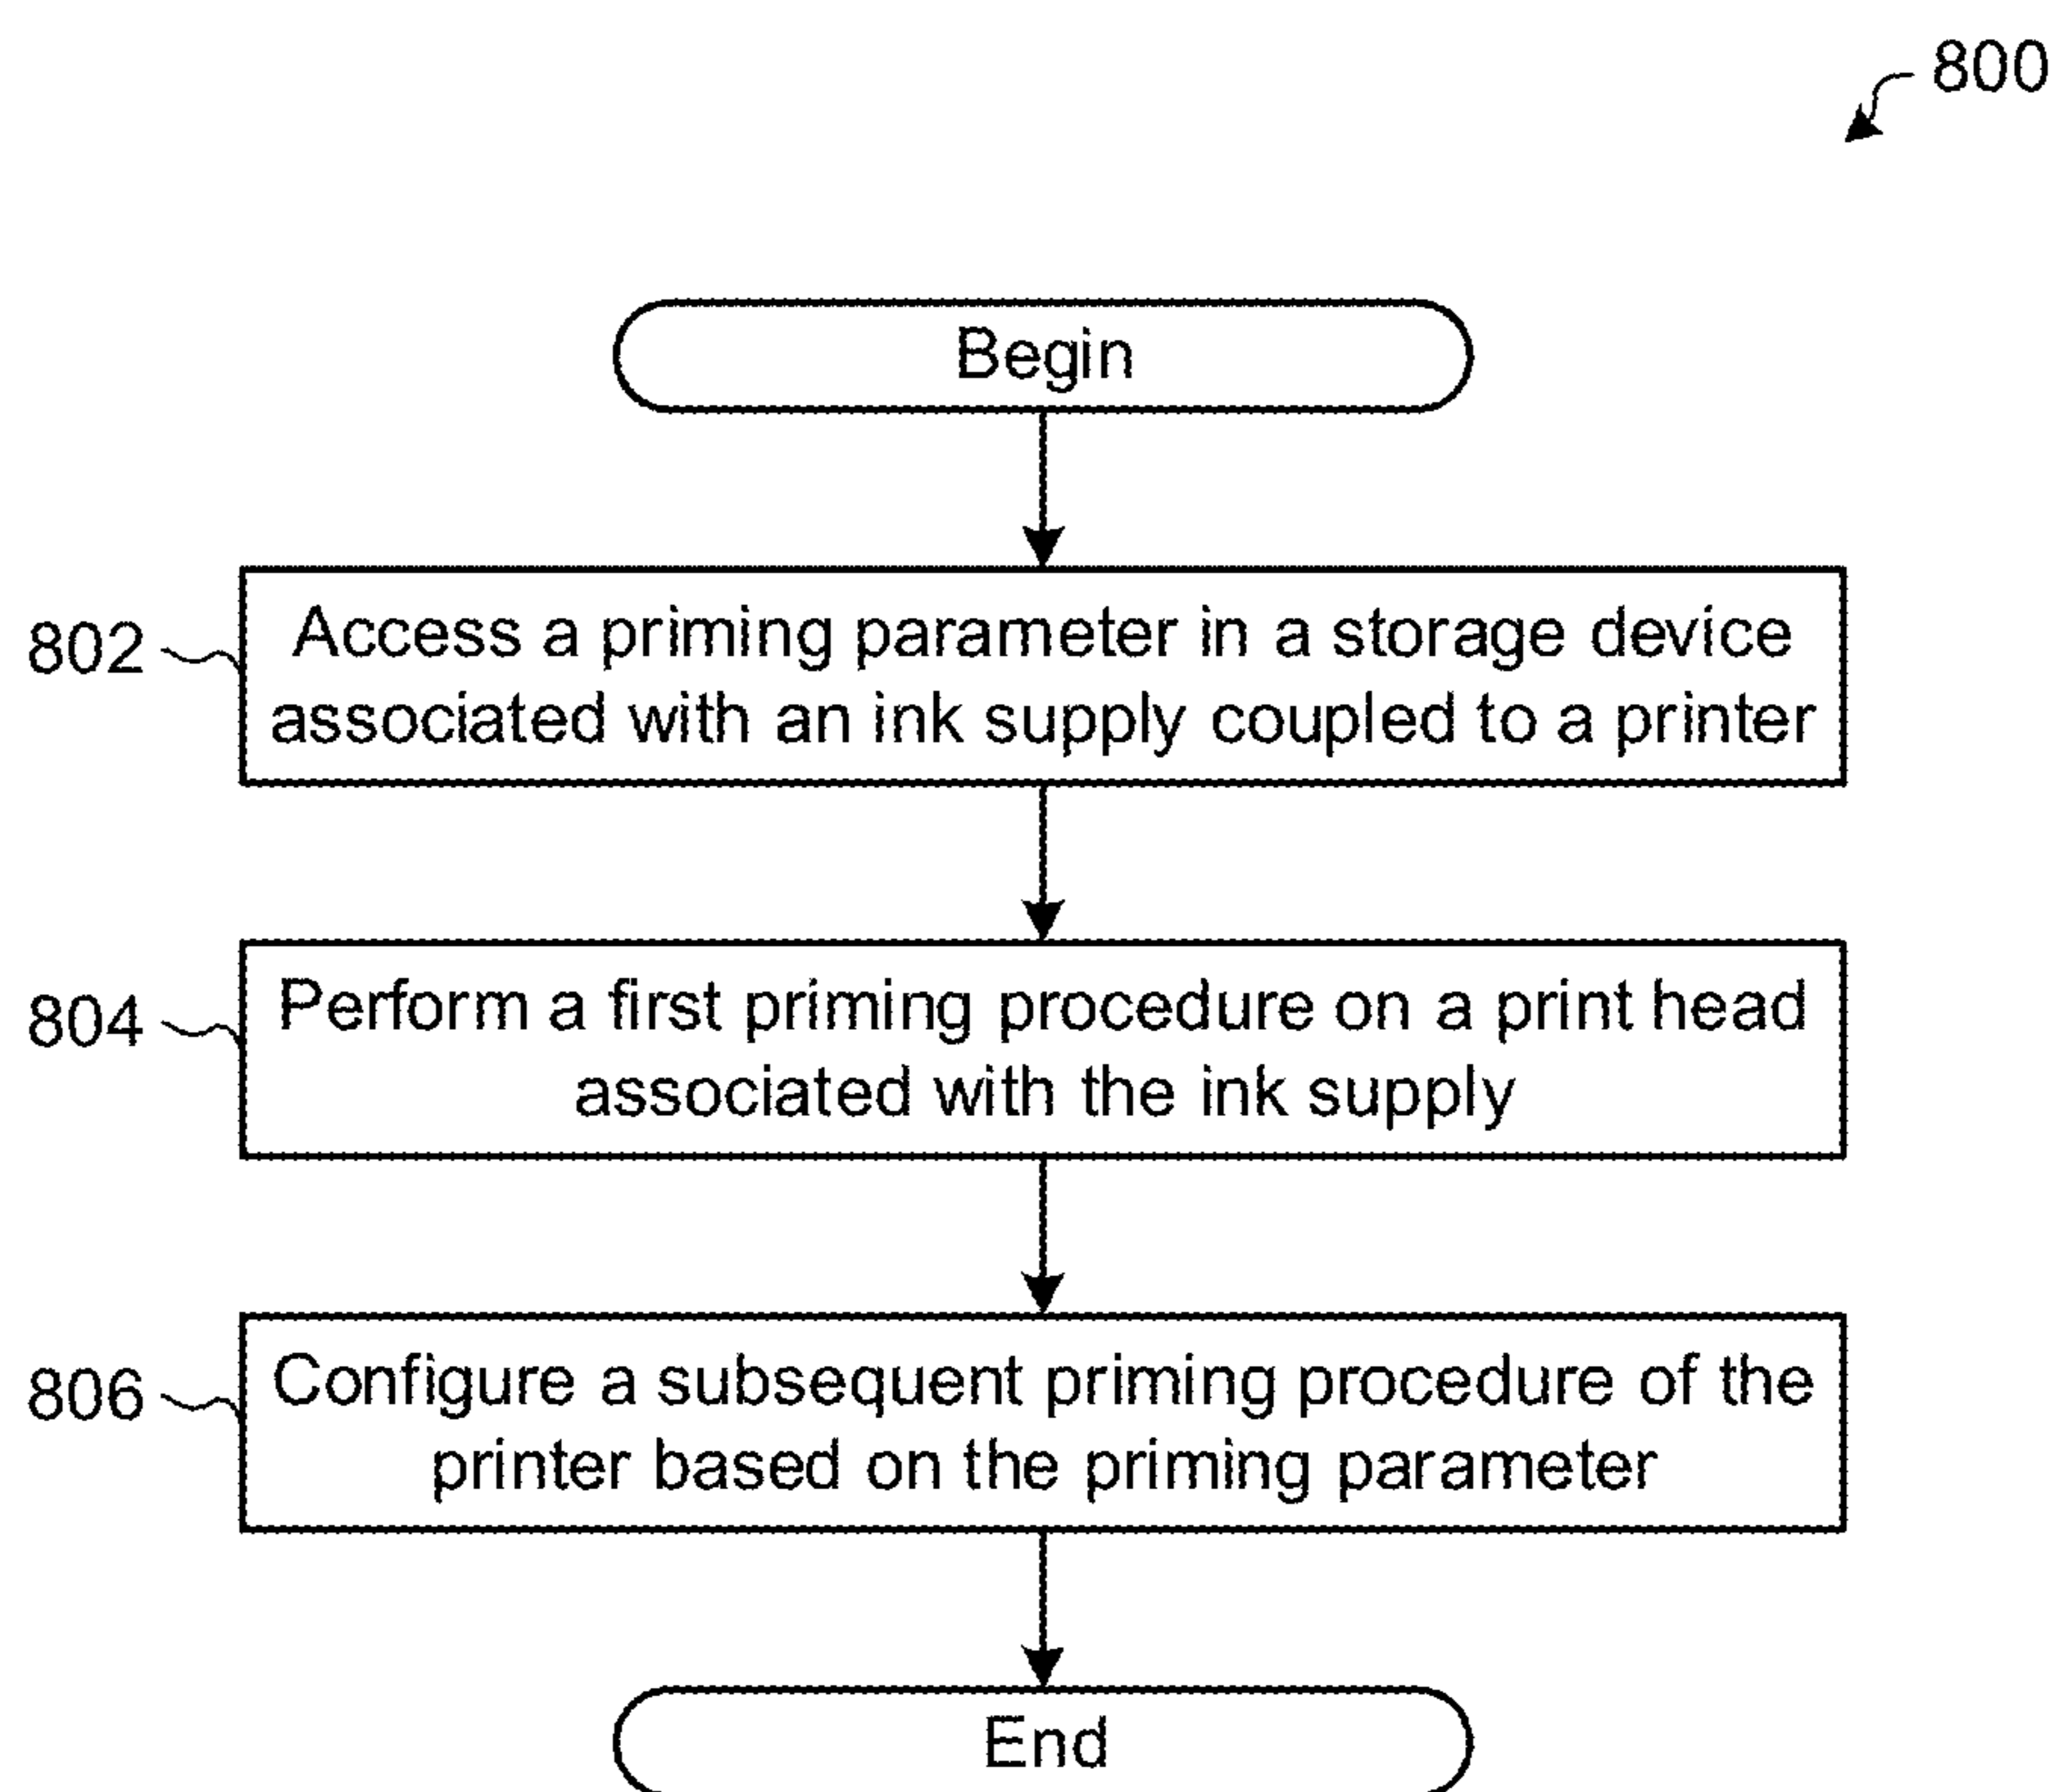 800
Begin
802
Access a priming parameter in a storage device
associated with an ink supply coupled to a printer
804
Perform a first priming procedure on a print head
associated with the ink supply
806
Configure a subsequent priming procedure of the
printer based on the priming parameter
End